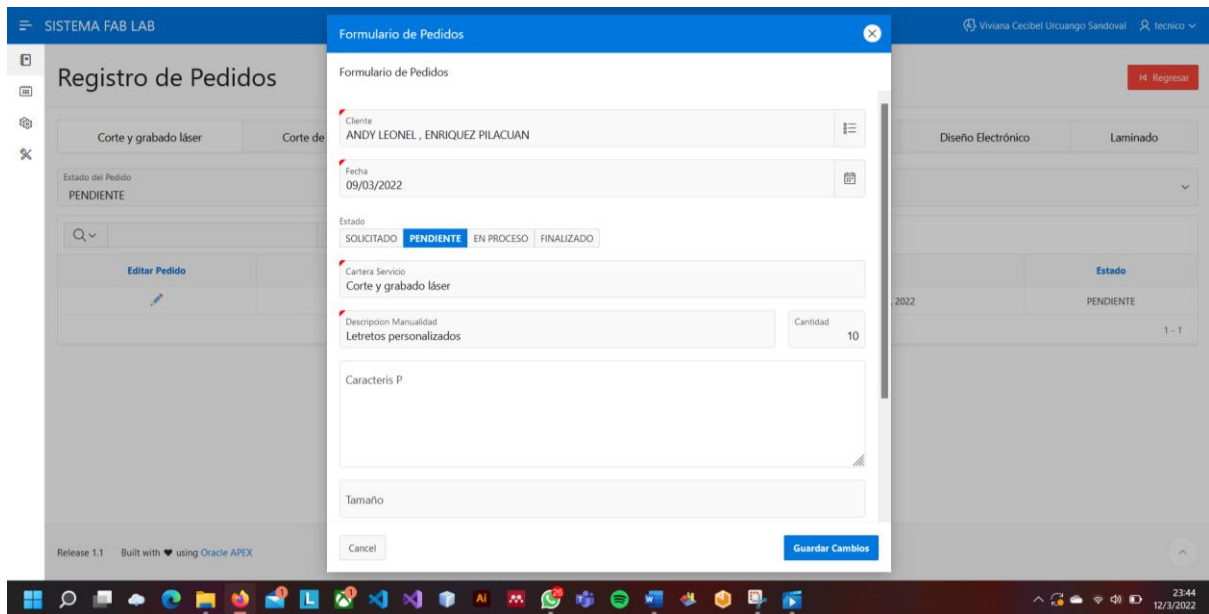 SISTEMA FAB LAB
Viviana Cecibel Urcuango Sandoval tecnico
Registro de Pedidos
Regresar
Corte y grabado láser
Corte de
Diseño Electrónico
Laminado
Estado del Pedido
PENDIENTE
Editar Pedido
Estado
, 2022
PENDIENTE
1 - 1
Formulario de Pedidos
Formulario de Pedidos
Cliente
ANDY LEONEL , ENRIQUEZ PILACUAN
Fecha
09/03/2022
Estado
SOLICITADO PENDIENTE EN PROCESO FINALIZADO
Cartera Servicio
Corte y grabado láser
Descripcion Manualidad
Letretos personalizados
Cantidad
10
Caracteris P
Tamaño
Cancel
Guardar Cambios
Release 1.1 Built with ♥ using Oracle APEX
23:44
12/3/2022